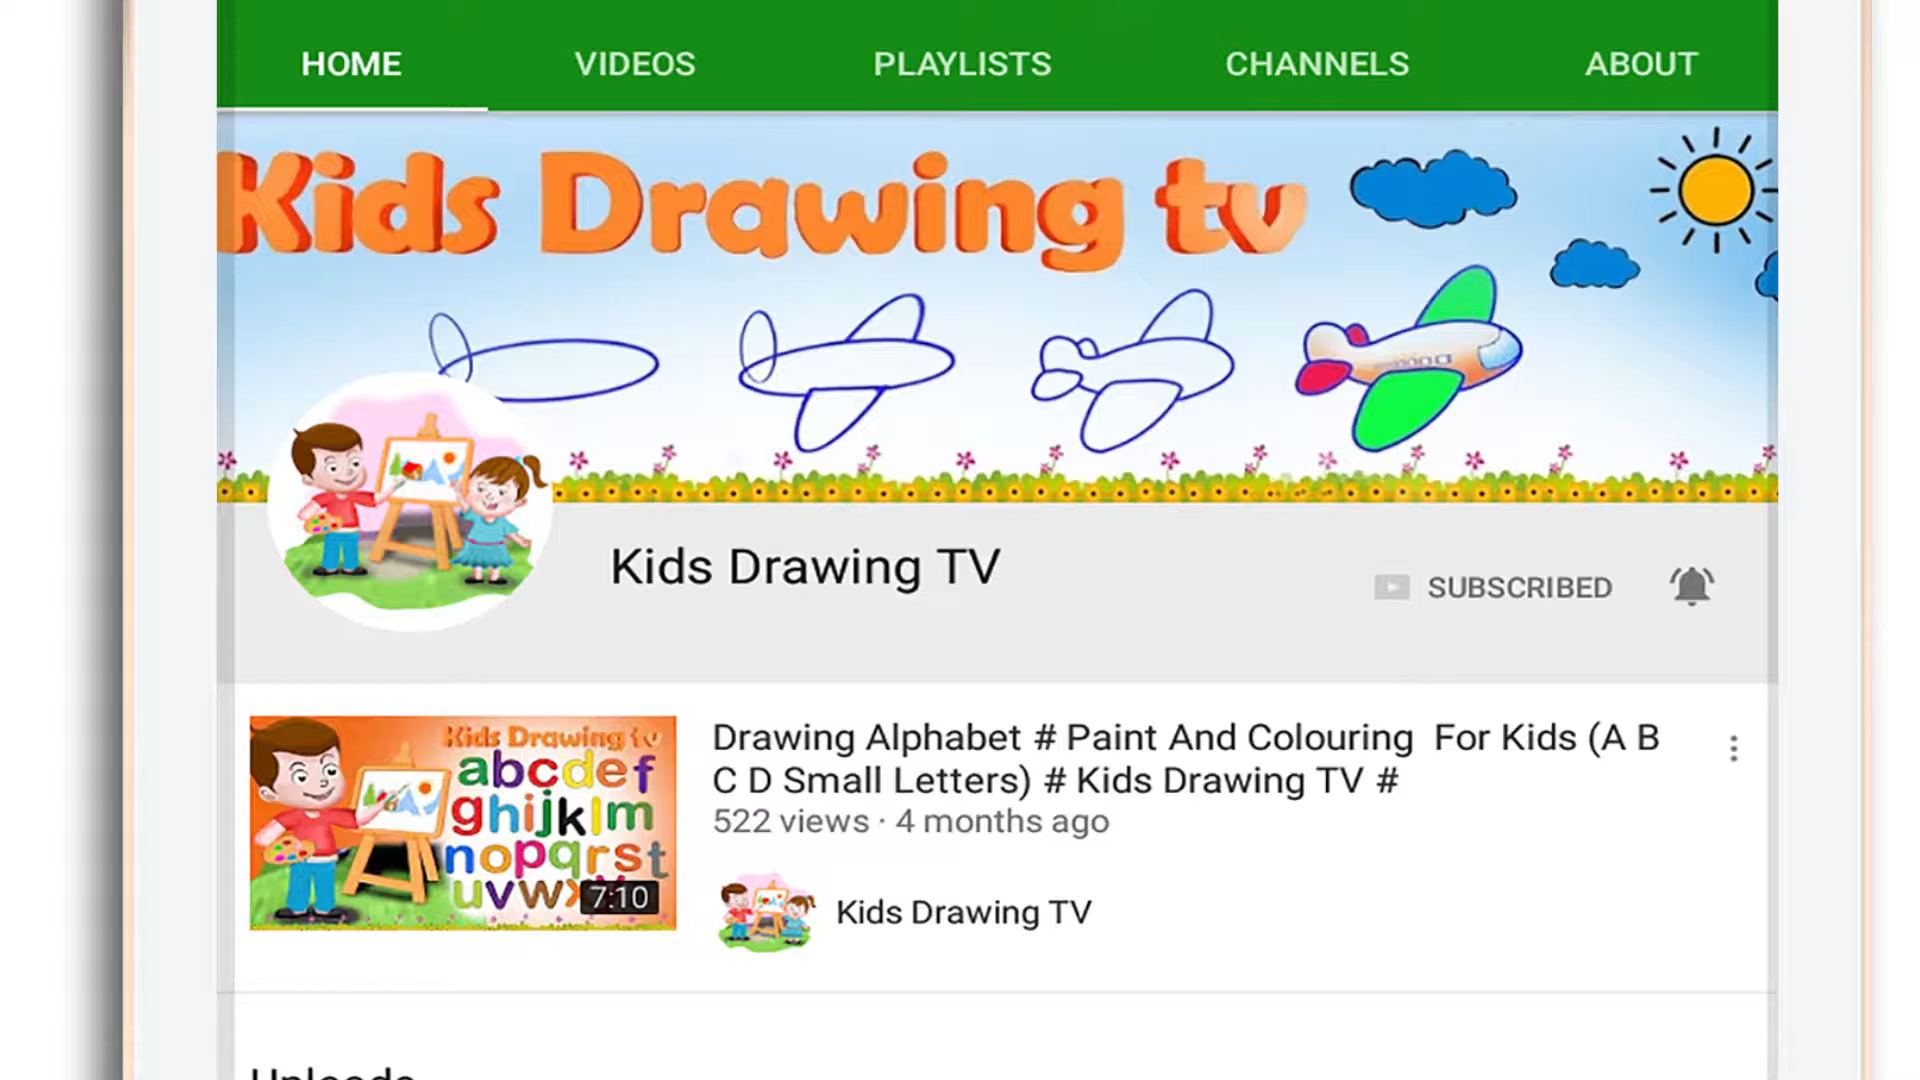 HOME VIDEOS PLAYLISTS CHANNELS ABOUT
Kids Drawing tv
Kids Drawing TV
SUBSCRIBED
Kids Drawing tv
abcdef
ghijklm
nopqrst
uvwx
7:10
Drawing Alphabet # Paint And Colouring For Kids (A B
C D Small Letters) # Kids Drawing TV #
522 views · 4 months ago
Kids Drawing TV
Uploads